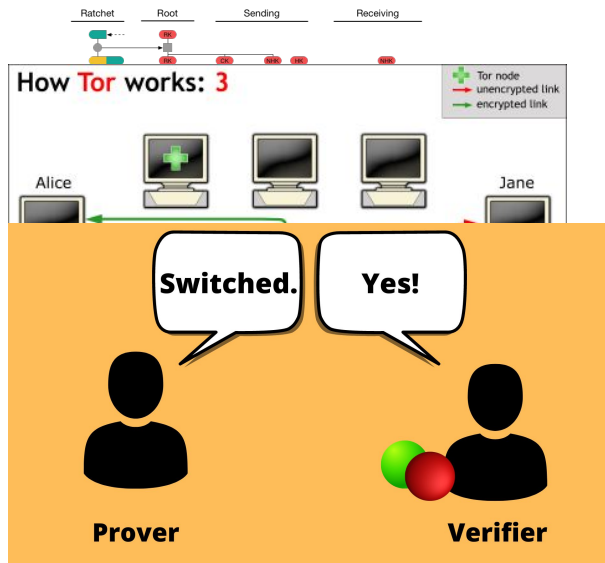 Ratchet Root Sending Receiving
RK
RK CK NHK HK NHK
How Tor works: 3
Tor node
unencrypted link
encrypted link
Alice
Jane
Switched. Yes!
Prover Verifier